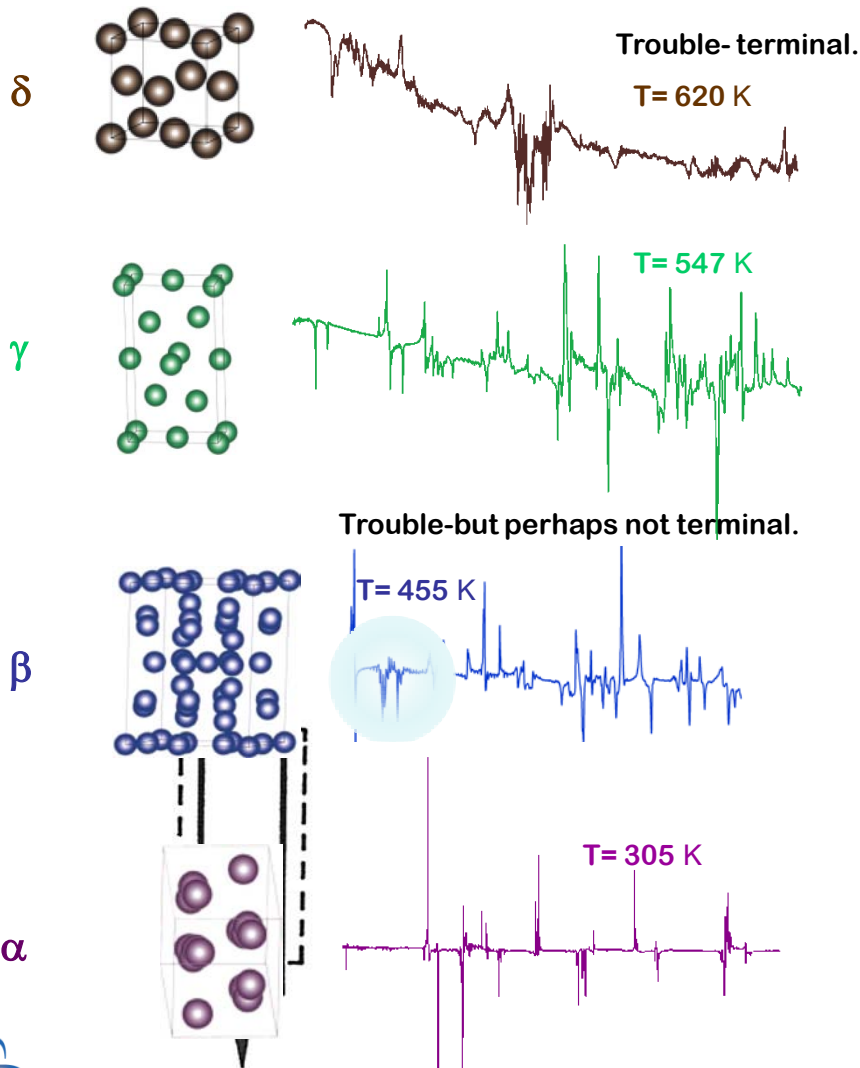 Trouble- terminal.
δ
T= 620 K
T= 547 K
γ
Trouble-but perhaps not terminal.
T= 455 K
β
T= 305 K
α